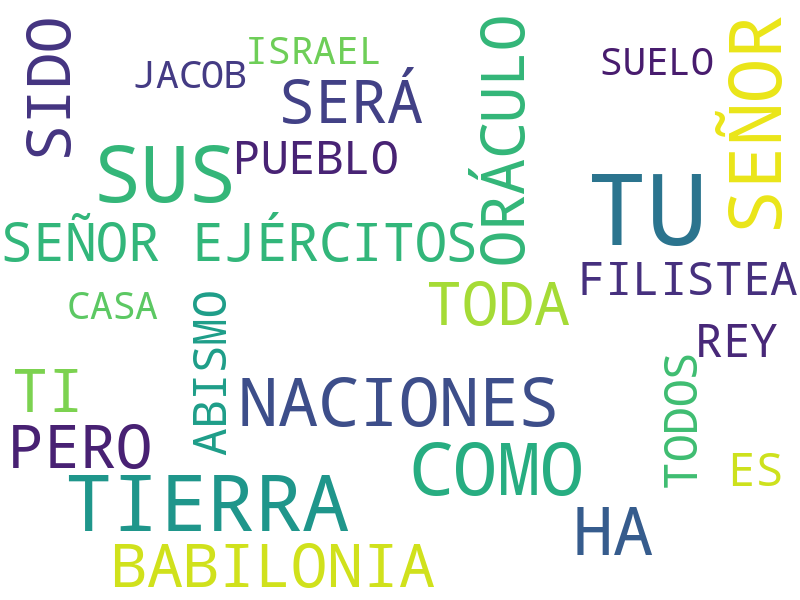 SIDO
JACOB
ISRAEL
SERÁ
ORÁCULO
SUELO
SEÑOR
SUS
PUEBLO
TU
SEÑOR EJÉRCITOS
FILISTEA
CASA
ABISMO
TODA
REY
TI
NACIONES
TODOS
PERO
COMO
ES
TIERRA
HA
BABILONIA